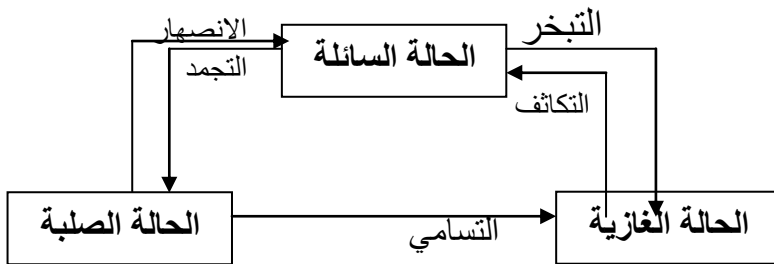 الانصهار
التبخر
الحالة السائلة
التجمد
التكاثف
الحالة الصلبة
الحالة الغازية
التسامي